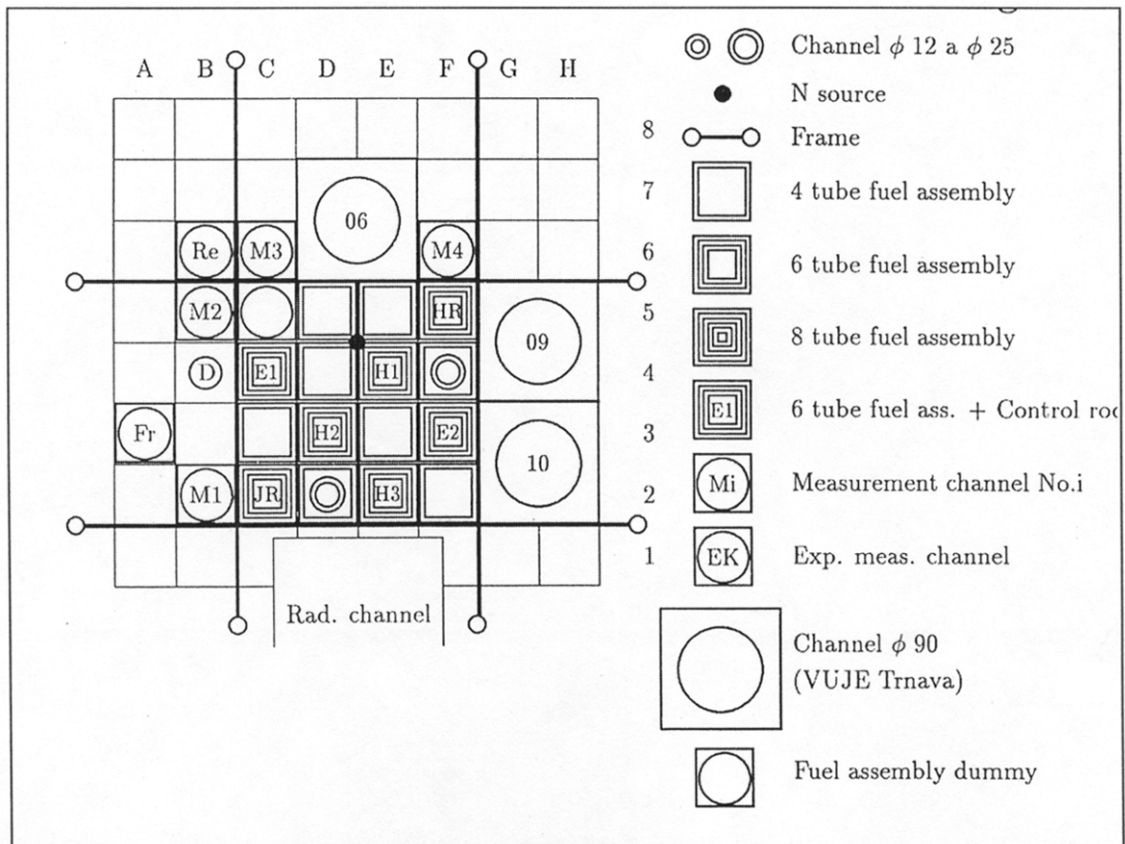 A B C D E F G H
8
7
6
5
4
3
2
1
06
Re M3 M4
M2 HR
09
D E1 H1
Fr H2 E2
10
M1 JR H3
Rad. channel
Channel ϕ 12 a ϕ 25
N source
Frame
4 tube fuel assembly
6 tube fuel assembly
8 tube fuel assembly
E1 6 tube fuel ass. + Control
Mi Measurement channel No.i
EK Exp. meas. channel
Channel ϕ 90
(VUJE Trnava)
Fuel assembly dummy